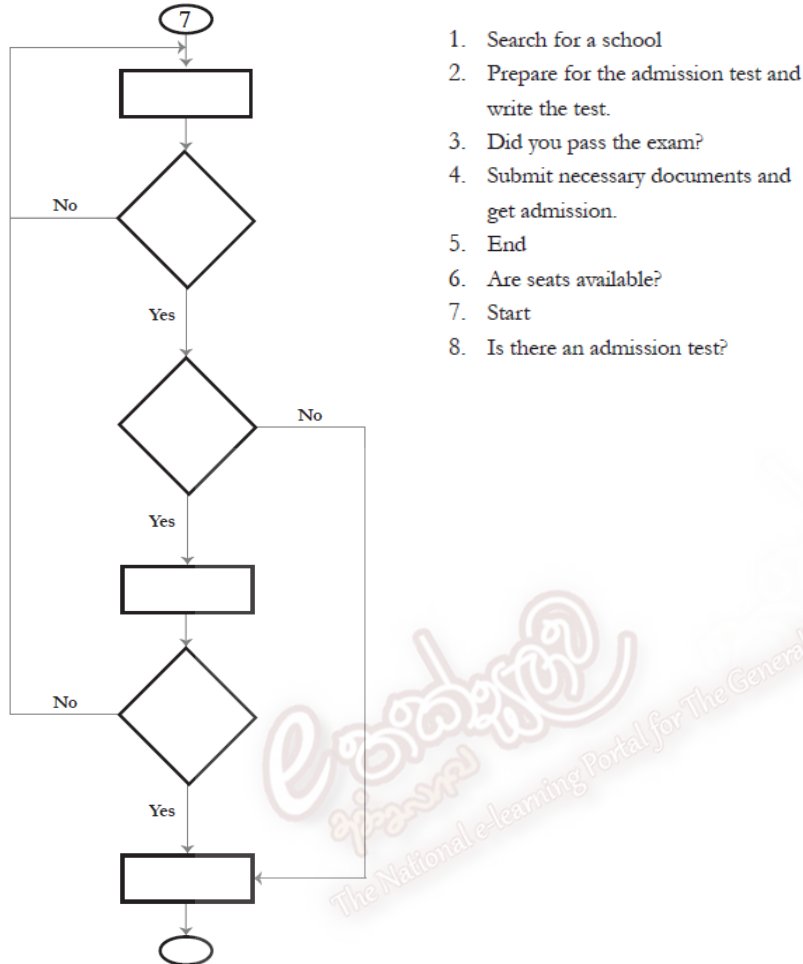 7
No
Yes
No
Yes
No
Yes
1. Search for a school
2. Prepare for the admission test and
write the test.
3. Did you pass the exam?
4. Submit necessary documents and
get admission.
5. End
6. Are seats available?
7. Start
8. Is there an admission test?
The National e-learning Portal for The General